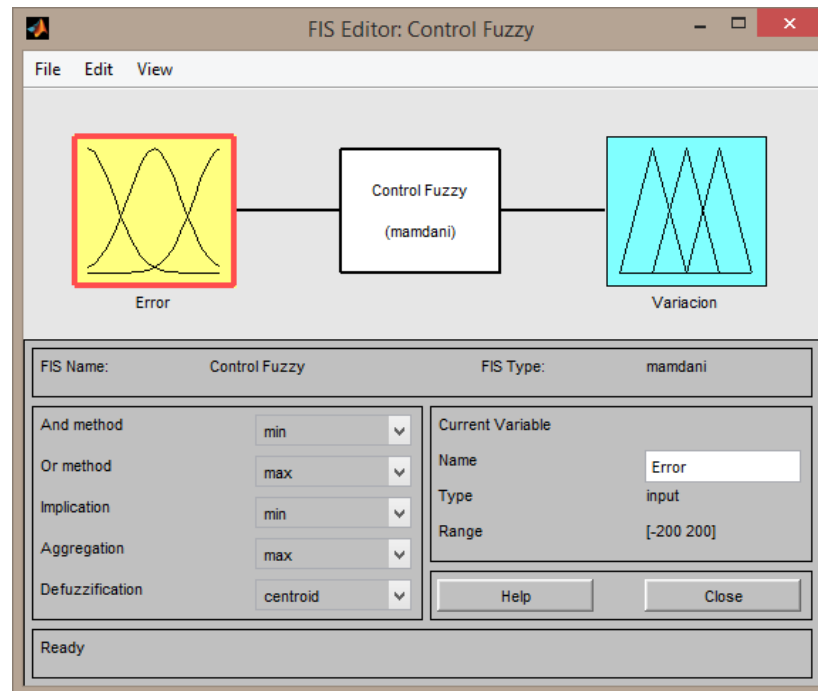 FIS Editor: Control Fuzzy
File Edit View
Control Fuzzy
(mamdani)
Error
Variacion
FIS Name: Control Fuzzy FIS Type: mamdani
And method min
Or method max
Implication min
Aggregation max
Defuzzification centroid
Current Variable
Name Error
Type input
Range [-200 200]
Help Close
Ready